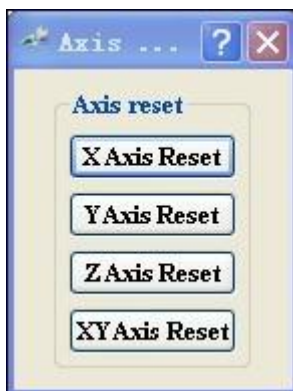 Axis ...
Axis reset
X Axis Reset
Y Axis Reset
Z Axis Reset
XY Axis Reset